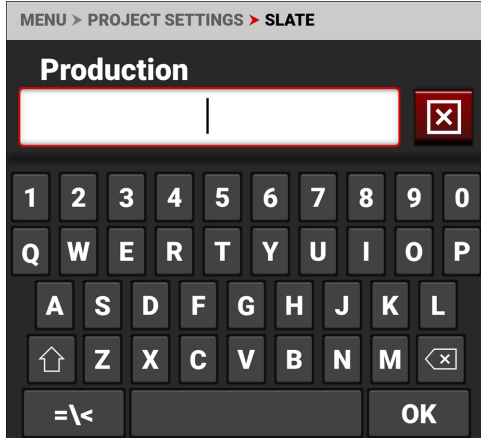 MENU > PROJECT SETTINGS > SLATE
Production
1 2 3 4 5 6 7 8 9 0
Q W E R T Y U I O P
A S D F G H J K L
Z X C V B N M
=\< OK